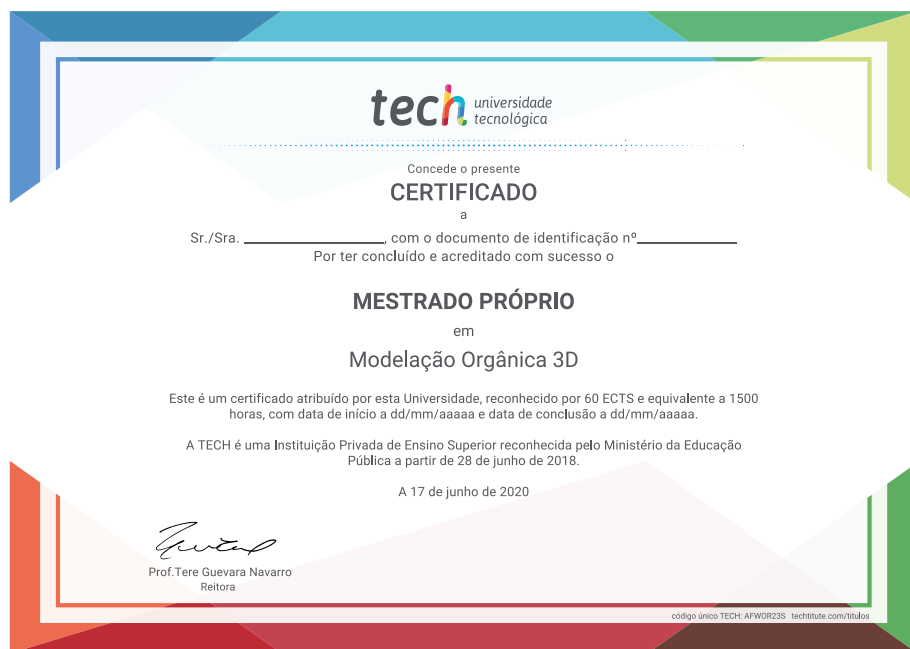 tech universidade
tecnológica
Concede o presente
CERTIFICADO
a
Sr./Sra. ________________, com o documento de identificação nº____________
Por ter concluído e acreditado com sucesso o
MESTRADO PRÓPRIO
em
Modelação Orgânica 3D
Este é um certificado atribuído por esta Universidade, reconhecido por 60 ECTS e equivalente a 1500
horas, com data de início a dd/mm/aaaaa e data de conclusão a dd/mm/aaaaa.
A TECH é uma Instituição Privada de Ensino Superior reconhecida pelo Ministério da Educação
Pública a partir de 28 de junho de 2018.
A 17 de junho de 2020
Prof.Tere Guevara Navarro
Reitora
código único TECH: AFWOR23S techtitute.com/titulos